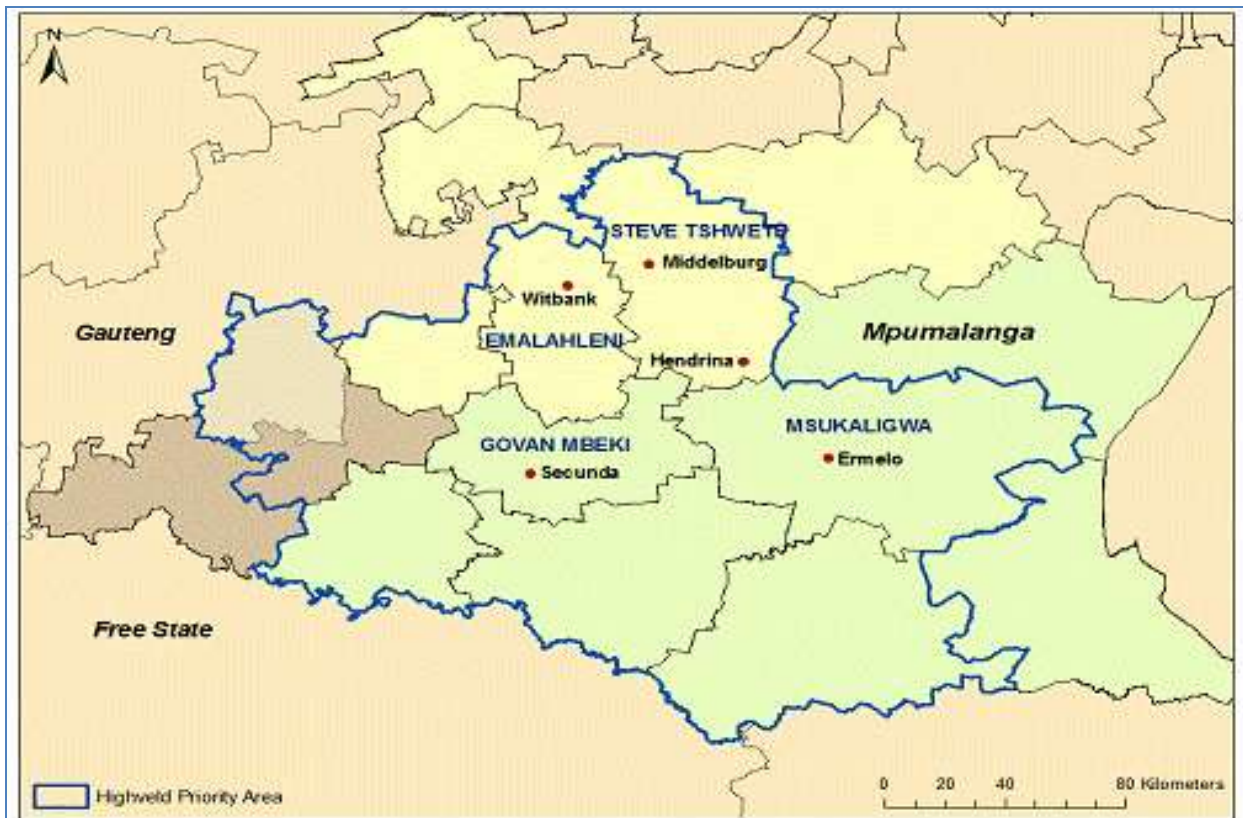 N
STEVE TSHWETE
Middelburg
Witbank
Gauteng
EMALAHLENI
Hendrina
Mpumalanga
MSUKALIGWA
GOVAN MBEKI
Secunda
Ermelo
Free State
Highveld Priority Area
0 20 40 80 Kilometers